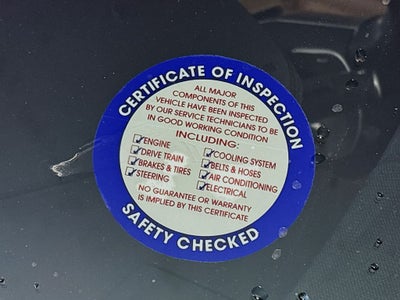 CERTIFICATE OF INSPECTION
ALL MAJOR
COMPONENTS OF THIS
VEHICLE HAVE BEEN INSPECTED
BY OUR SERVICE TECHNICIANS TO BE
IN GOOD WORKING CONDITION
INCLUDING:
ENGINE
DRIVE TRAIN
BRAKES & TIRES
STEERING
COOLING SYSTEM
BELTS & HOSES
AIR CONDITIONING
ELECTRICAL
NO GUARANTEE OR WARRANTY
IS IMPLIED BY THIS CERTIFICATE
SAFETY CHECKED